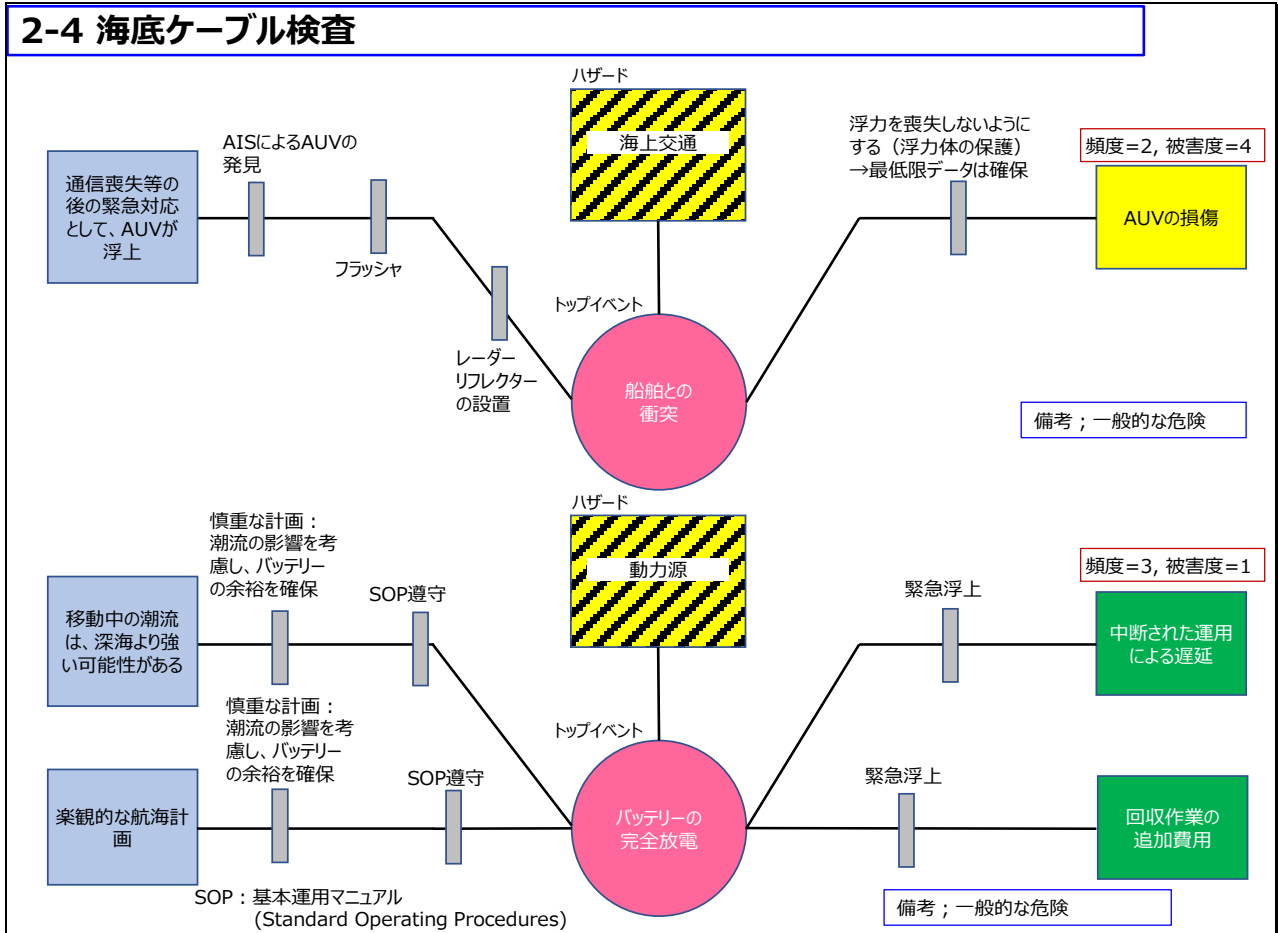 2-4 海底ケーブル検査
ハザード
海上交通
AISによるAUVの
発見
通信喪失等の
後の緊急対応
として、AUVが
浮上
フラッシャ
レーダー
リフレクター
の設置
トップイベント
船舶との
衝突
浮力を喪失しないように
する（浮力体の保護）
→最低限データは確保
頻度=2, 被害度=4
AUVの損傷
備考；一般的な危険
ハザード
動力源
慎重な計画：
潮流の影響を考
慮し、バッテリー
の余裕を確保
SOP遵守
移動中の潮流
は、深海より強
い可能性がある
慎重な計画：
潮流の影響を考
慮し、バッテリー
の余裕を確保
SOP遵守
楽観的な航海計
画
トップイベント
バッテリーの
完全放電
緊急浮上
頻度=3, 被害度=1
中断された運用
による遅延
緊急浮上
回収作業の
追加費用
SOP：基本運用マニュアル
(Standard Operating Procedures)
備考；一般的な危険